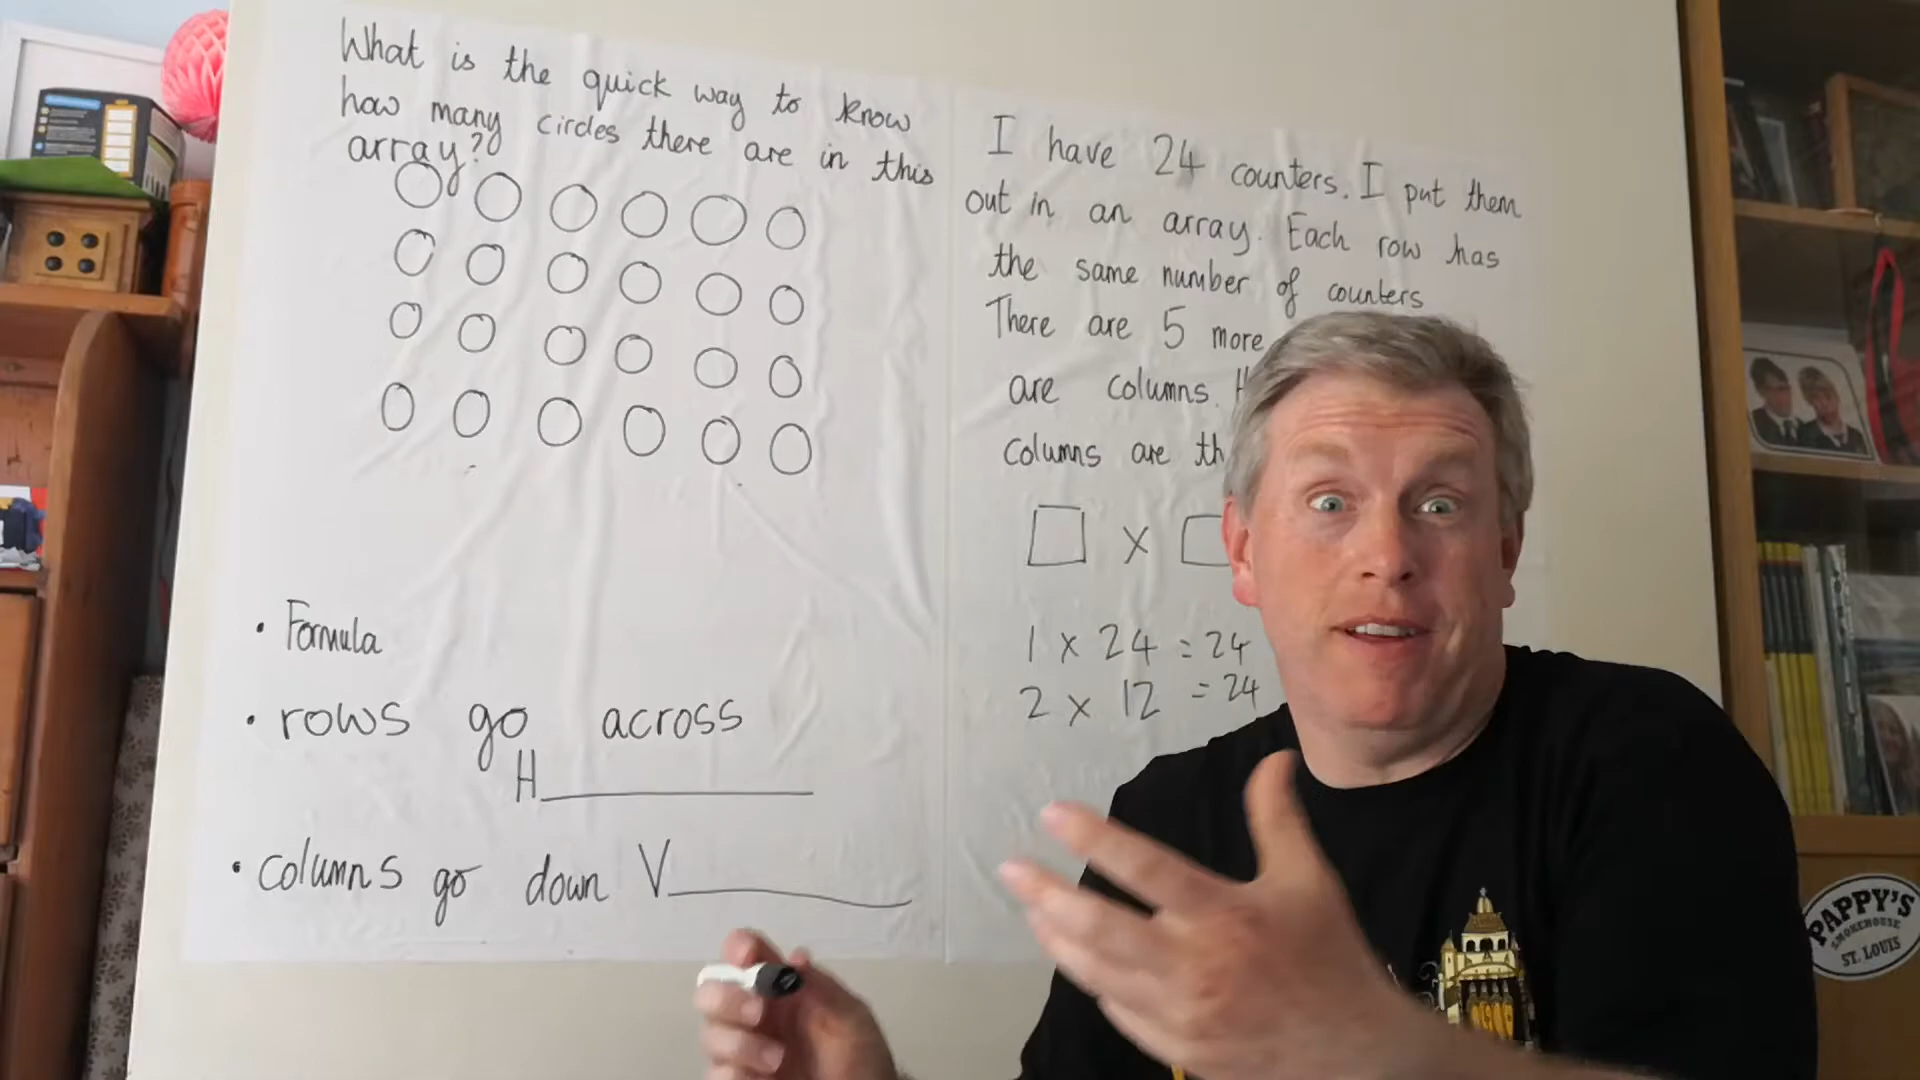 What is the quick way to know
how many circles there are in this
array?
· Formula
· rows go across
H
· columns go down V
I have 24 counters. I put them
out in an array. Each row has
the same number of counters
There are 5 more
are columns. H
columns are th
x
1 x 24 = 24
2 x 12 = 24
PAPPY'S
SMOKEHOUSE
ST. LOUIS